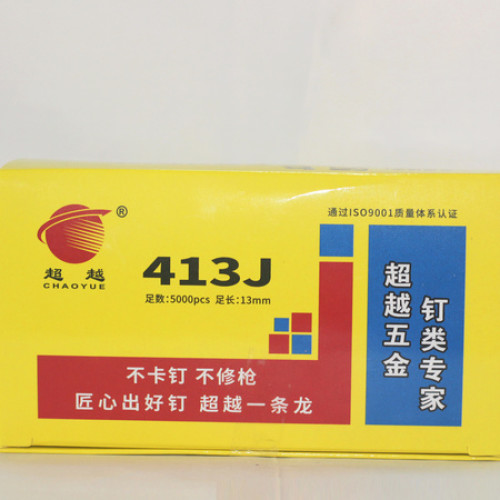 通过ISO9001质量体系认证
®
超越
CHAOYUE
413J
足数:5000pcs 足长:13mm
不卡钉 不修枪
匠心出好钉 超越一条龙
超越五金
钉类专家